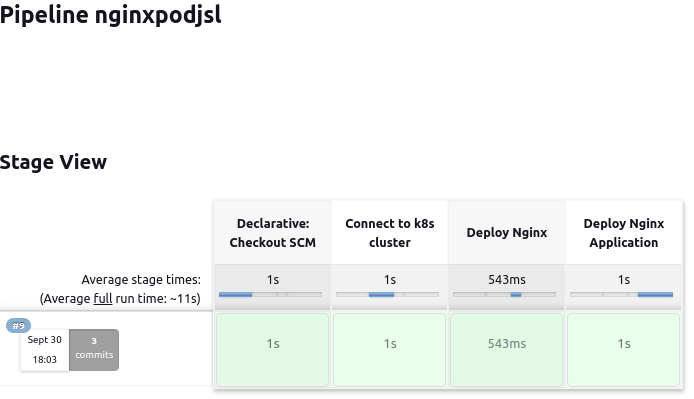 Pipeline nginxpodjsl
Stage View
Declarative:
Checkout SCM
Connect to k8s
cluster
Deploy Nginx
Deploy Nginx
Application
Average stage times:
(Average full run time: ~11s)
1s
1s
543ms
1s
#9
Sept 30
18:03
3
commits
1s
1s
543ms
1s